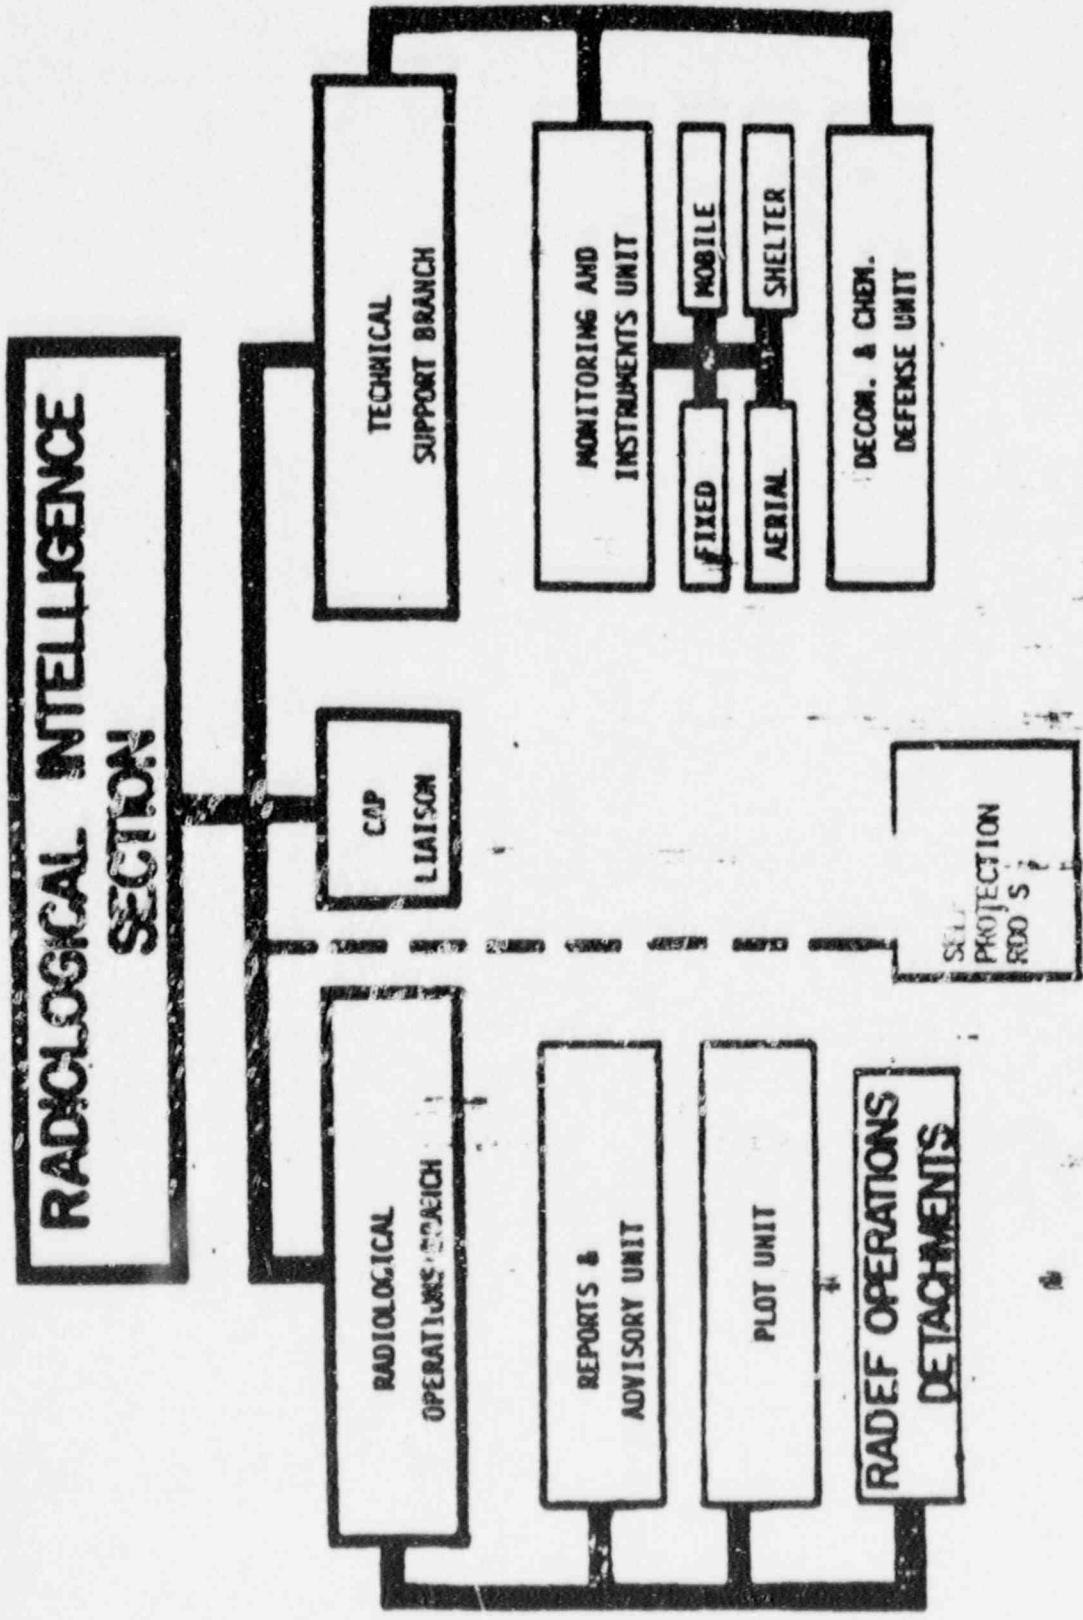 RADIOLOGICAL INTELLIGENCE
SECTION
RADIOLOGICAL
OPERATIONS BRANCH
CAP
LIAISON
TECHNICAL
SUPPORT BRANCH
REPORTS &
ADVISORY UNIT
PLOT UNIT
RADEF OPERATIONS
DETACHMENTS
SELF
PROTECTION
RDO'S
MONITORING AND
INSTRUMENTS UNIT
FIXED
MOBILE
AERIAL
SHELTER
DECON. & CHEM.
DEFENSE UNIT